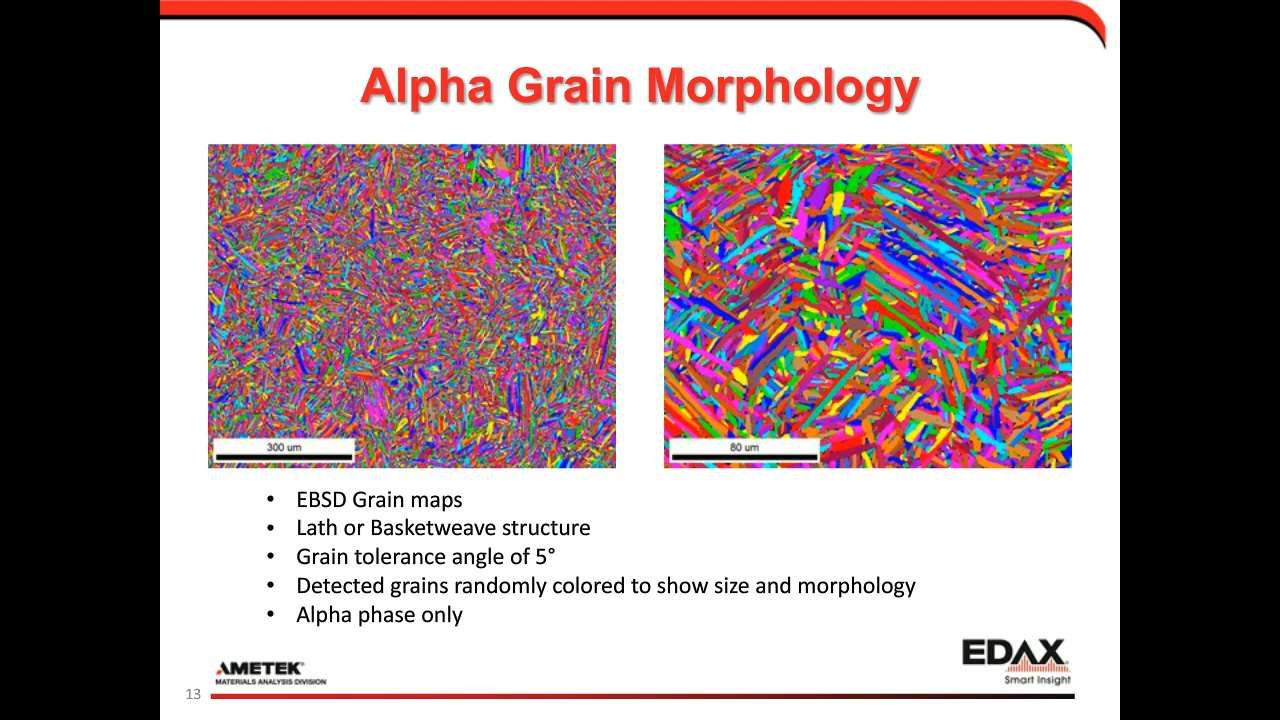 Alpha Grain Morphology
300 um
80 um
• EBSD Grain maps
• Lath or Basketweave structure
• Grain tolerance angle of 5°
• Detected grains randomly colored to show size and morphology
• Alpha phase only
AMETEK®
MATERIALS ANALYSIS DIVISION
EDAX
Smart Insight
13